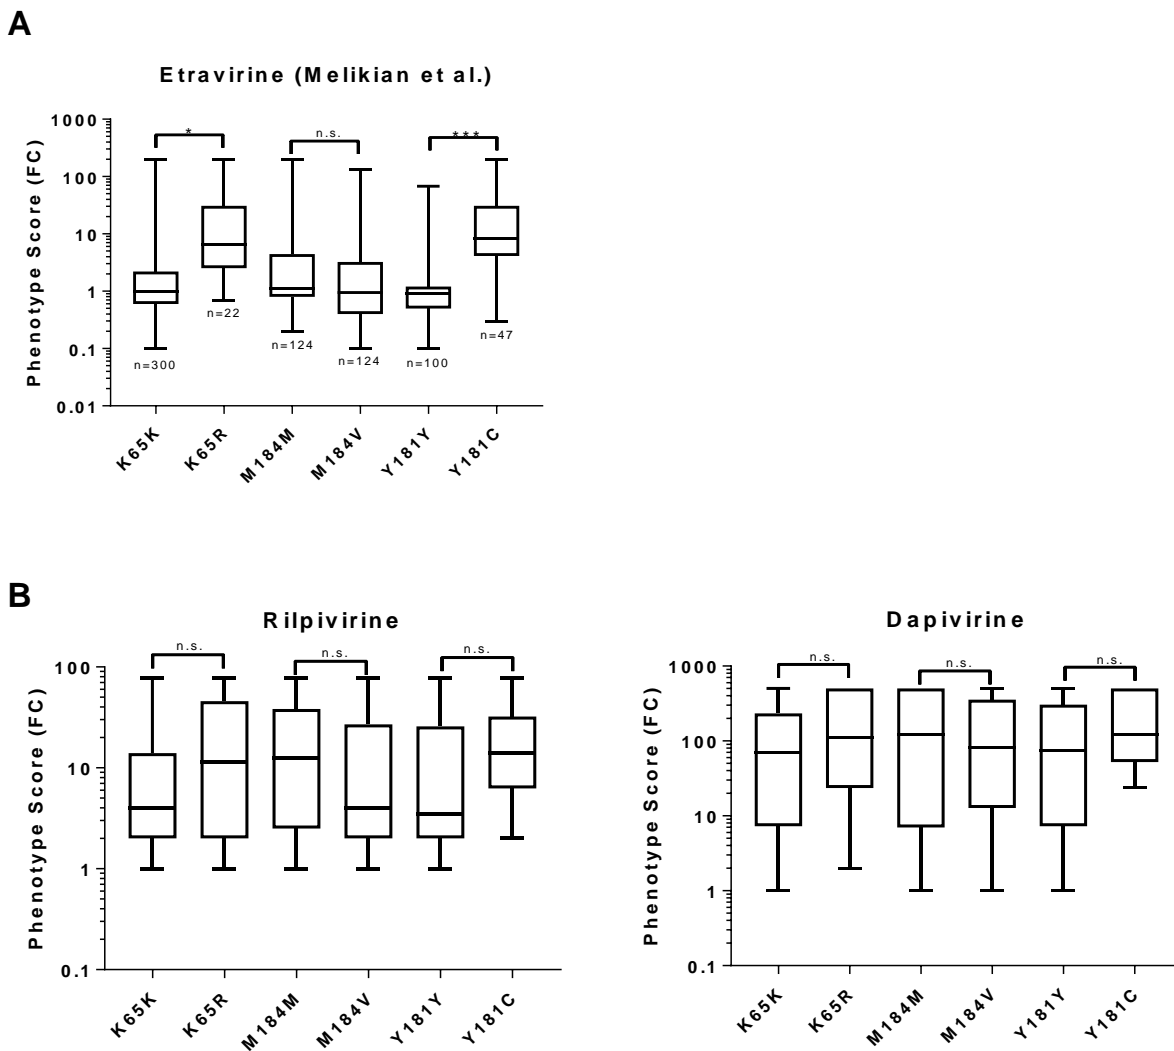 A
Etravirine (Melikian et al.)
Phenotype Score (FC)
1000
100
10
1
0.1
0.01
*
n.s.
***
n=300
n=22
n=124
n=124
n=100
n=47
K65K
K65R
M184M
M184V
Y181Y
Y181C
B
Rilpivirine
Phenotype Score (FC)
100
10
1
0.1
n.s.
n.s.
n.s.
K65K
K65R
M184M
M184V
Y181Y
Y181C
Dapivirine
Phenotype Score (FC)
1000
100
10
1
0.1
n.s.
n.s.
n.s.
K65K
K65R
M184M
M184V
Y181Y
Y181C